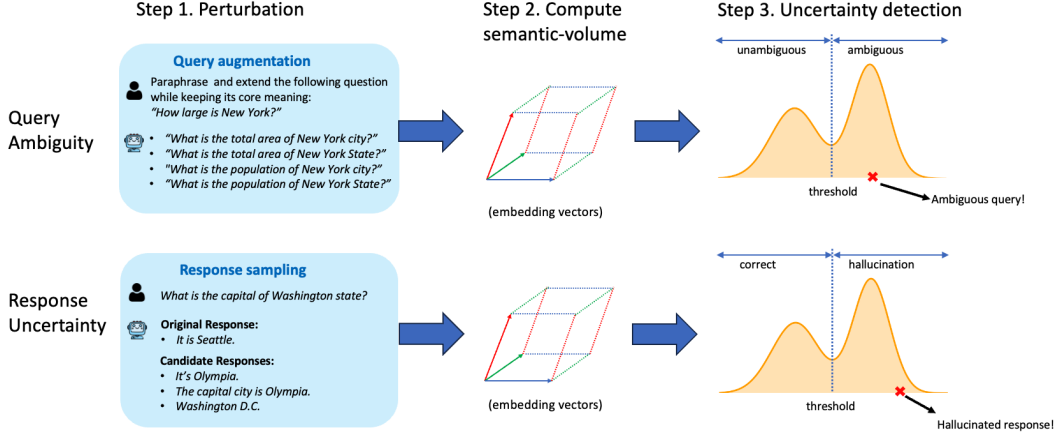 Step 1. Perturbation
Step 2. Compute
semantic-volume
Step 3. Uncertainty detection
Query
Ambiguity
Query augmentation
Paraphrase and extend the following question
while keeping its core meaning:
“How large is New York?”
• “What is the total area of New York city?”
• “What is the total area of New York State?”
• "What is the population of New York city?”
• “What is the population of New York State?”
(embedding vectors)
unambiguous
ambiguous
threshold
Ambiguous query!
Response
Uncertainty
Response sampling
What is the capital of Washington state?
Original Response:
• It is Seattle.
Candidate Responses:
• It’s Olympia.
• The capital city is Olympia.
• Washington D.C.
(embedding vectors)
correct
hallucination
threshold
Hallucinated response!